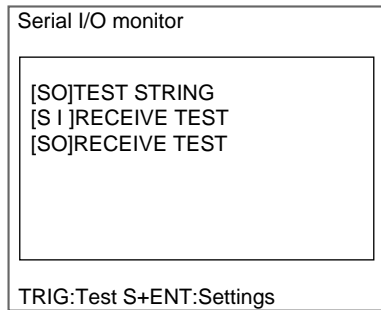 Serial I/O monitor
[SO]TEST STRING
[S I ]RECEIVE TEST
[SO]RECEIVE TEST
TRIG:Test S+ENT:Settings